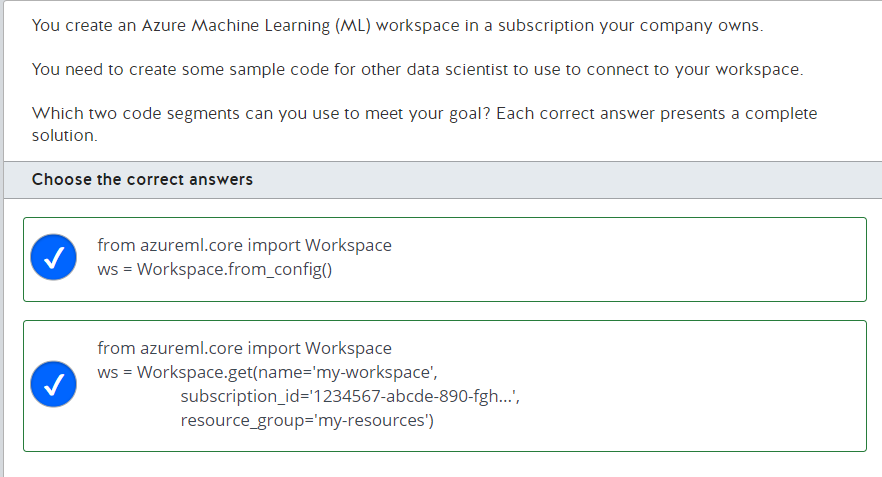 You create an Azure Machine Learning (ML) workspace in a subscription your company owns.
You need to create some sample code for other data scientist to use to connect to your workspace.
Which two code segments can you use to meet your goal? Each correct answer presents a complete
solution.
Choose the correct answers
from azureml.core import Workspace
ws = Workspace.from_config()
from azureml.core import Workspace
ws = Workspace.get(name='my-workspace',
subscription_id='1234567-abcde-890-fgh...',
resource_group='my-resources')